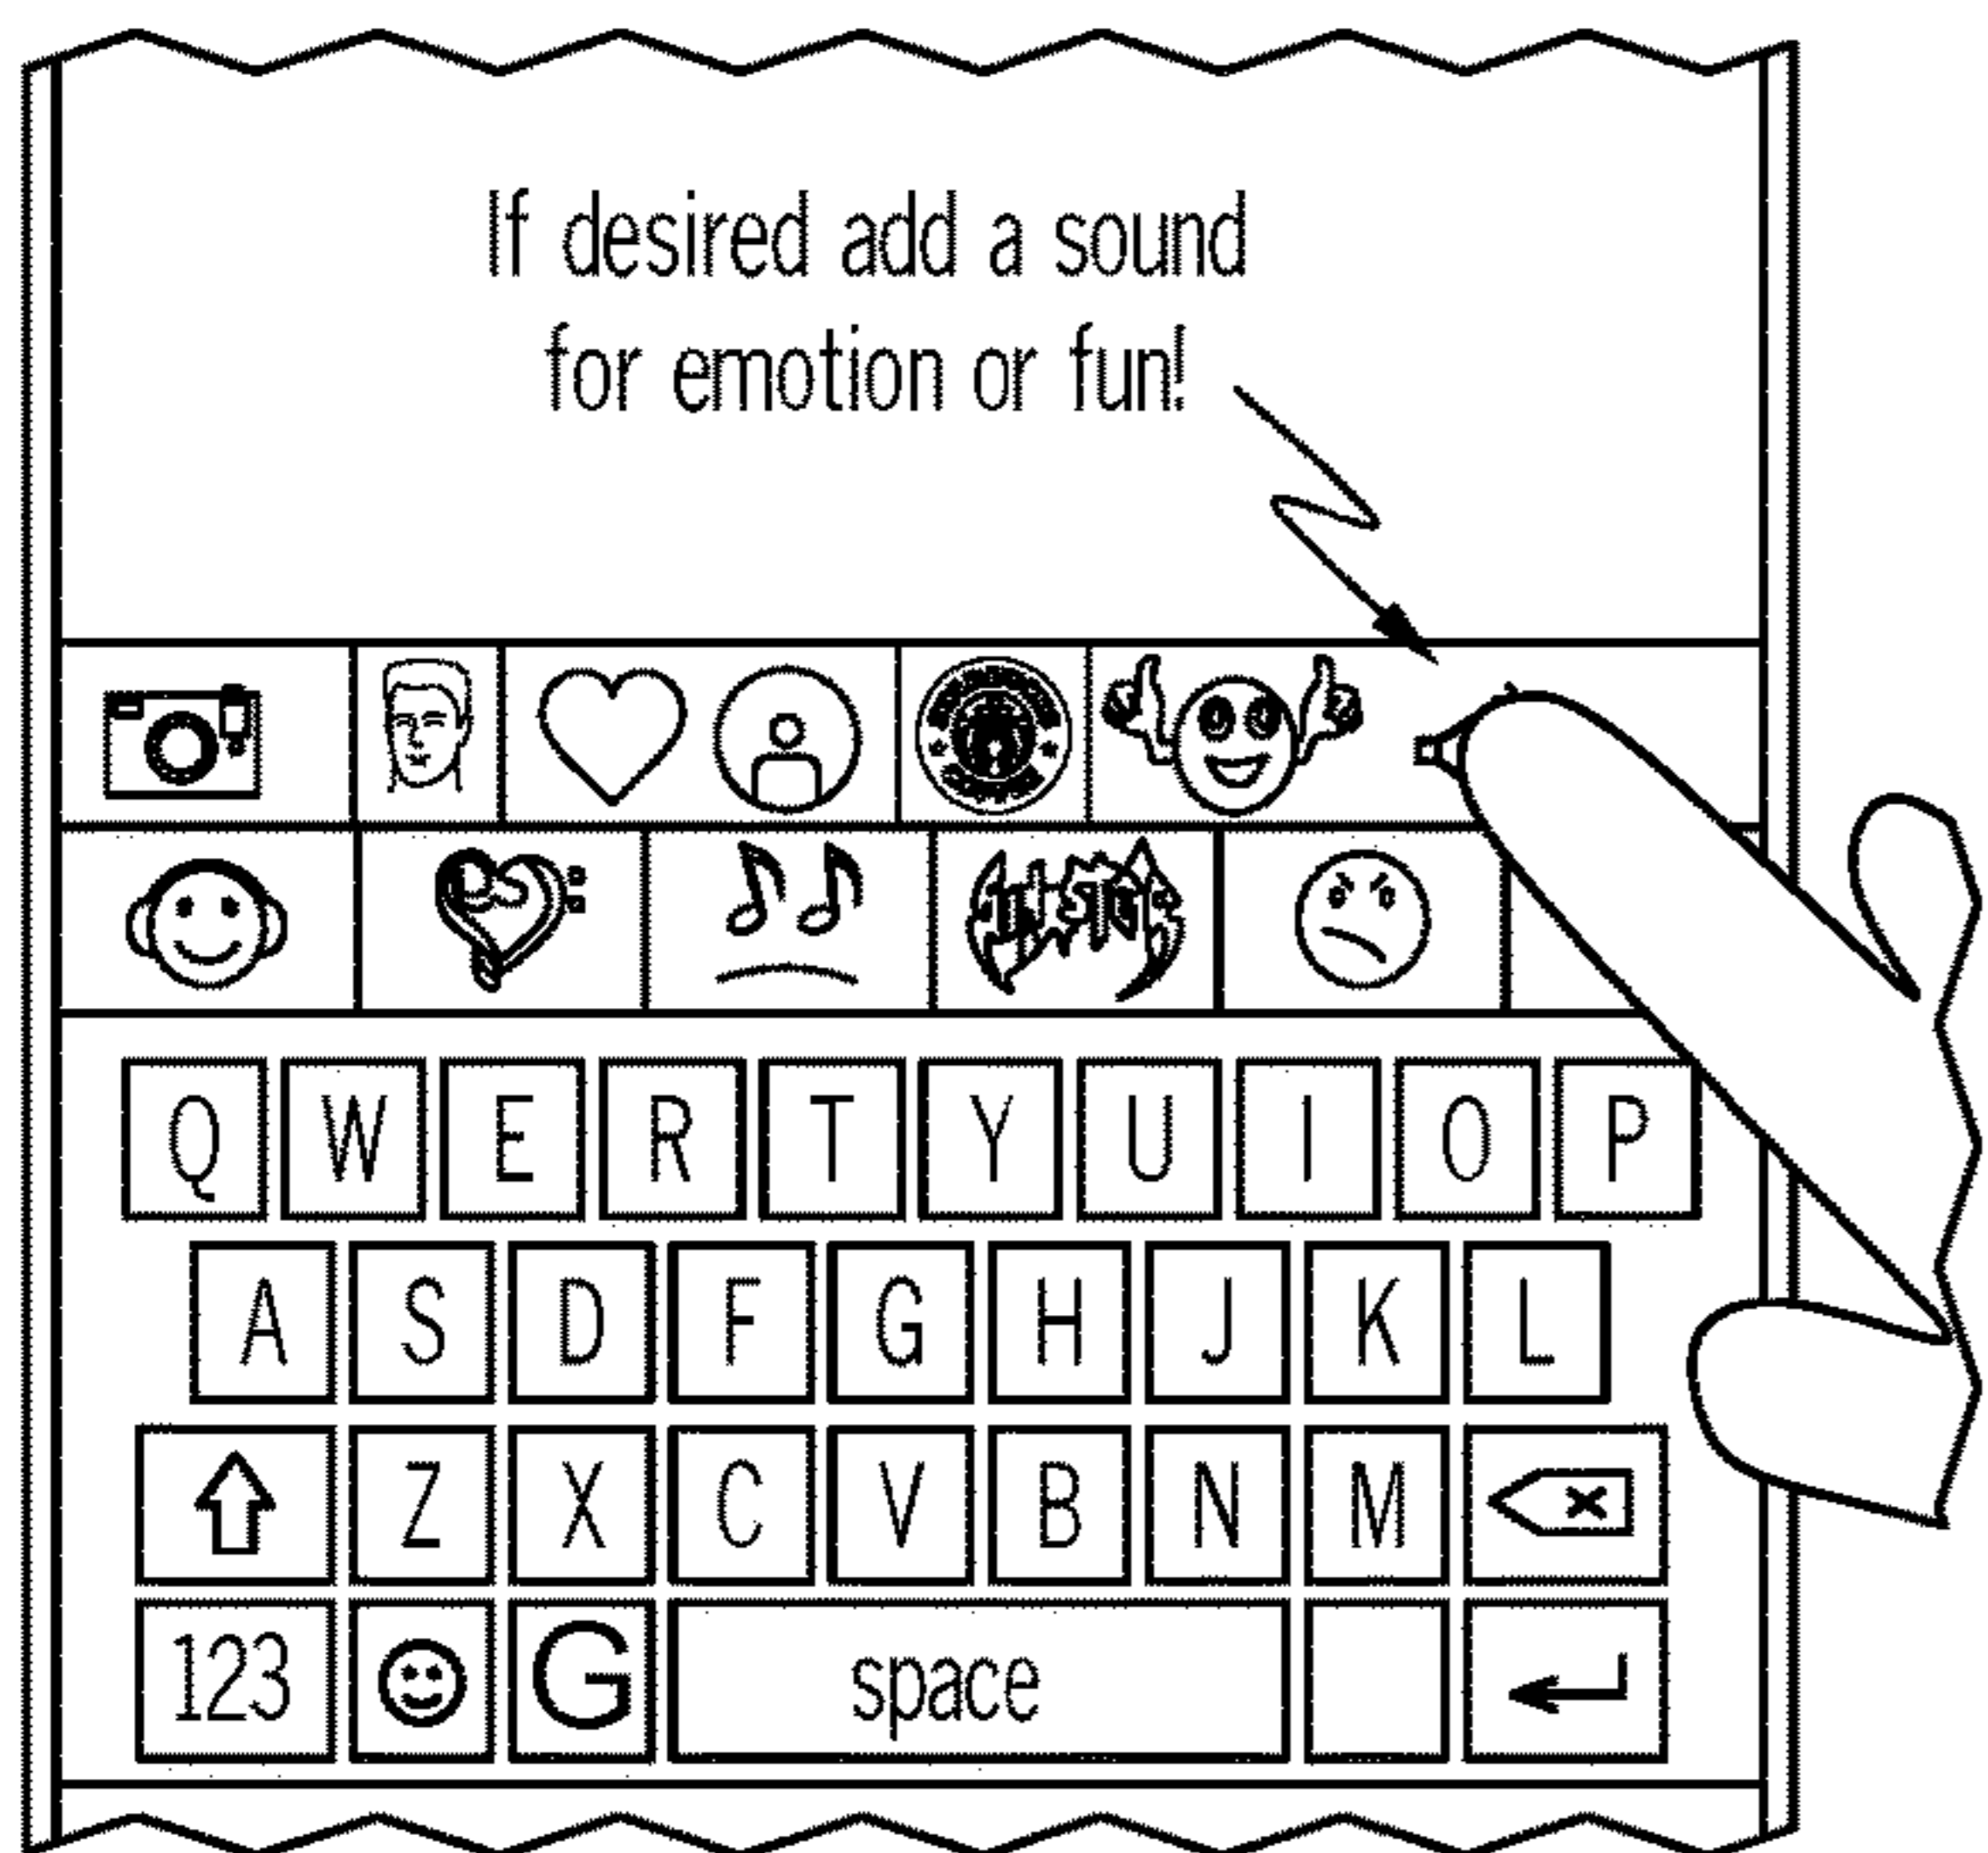 If desired add a sound
for emotion or fun!
Q W E R T Y U I O P
A S D F G H J K L
Z X C V B N M
123 G space